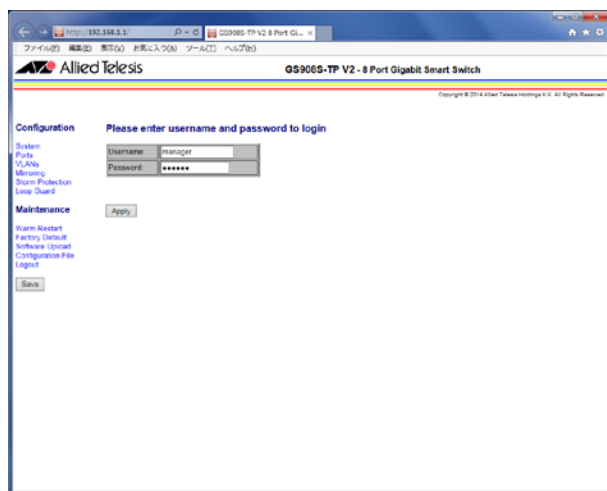 http://192.168.1.1/
GS908S-TP V2 8 Port Gi...
ファイル(F) 編集(E) 表示(V) お気に入り(A) ツール(T) ヘルプ(H)
Allied Telesis
GS908S-TP V2 - 8 Port Gigabit Smart Switch
Copyright © 2014 Allied Telesis Holdings K.K. All Rights Reserved
Configuration
System
Ports
VLANs
Mirroring
Storm Protection
Loop Guard
Maintenance
Warm Restart
Factory Default
Software Upload
Configuration File
Logout
Save
Please enter username and password to login
Username: manager
Password: ••••••
Apply